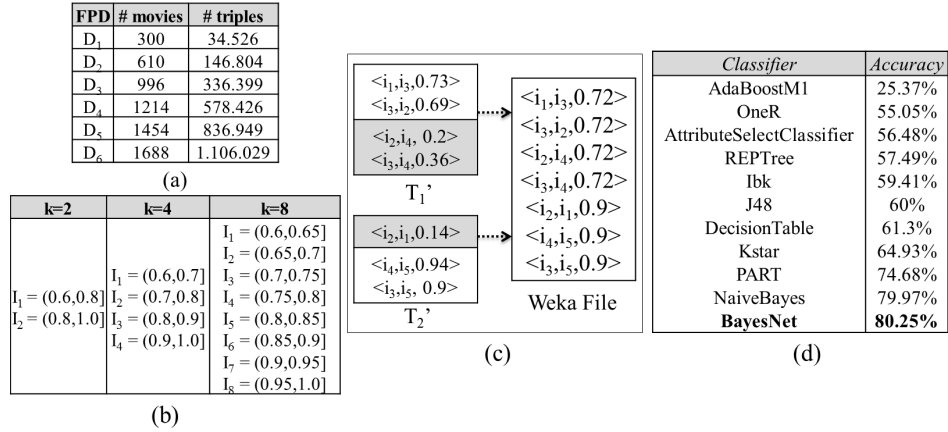 FPD # movies # triples
D1 300 34.526
D2 610 146.804
D3 996 336.399
D4 1214 578.426
D5 1454 836.949
D6 1688 1.106.029
(a)
k=2 k=4 k=8
I1 = (0.6,0.8]
I2 = (0.8,1.0]
I1 = (0.6,0.7]
I2 = (0.7,0.8]
I3 = (0.8,0.9]
I4 = (0.9,1.0]
I1 = (0.6,0.65]
I2 = (0.65,0.7]
I3 = (0.7,0.75]
I4 = (0.75,0.8]
I5 = (0.8,0.85]
I6 = (0.85,0.9]
I7 = (0.9,0.95]
I8 = (0.95,1.0]
(b)
<i1,i3,0.73>
<i3,i2,0.69>
<i2,i4, 0.2>
<i3,i4,0.36>
T1’
<i2,i1,0.14>
<i4,i5,0.94>
<i3,i5, 0.9>
T2’
<i1,i3,0.72>
<i3,i2,0.72>
<i2,i4,0.72>
<i3,i4,0.72>
<i2,i1,0.9>
<i4,i5,0.9>
<i3,i5,0.9>
Weka File
(c)
Classifier Accuracy
AdaBoostM1 25.37%
OneR 55.05%
AttributeSelectClassifier 56.48%
REPTree 57.49%
Ibk 59.41%
J48 60%
DecisionTable 61.3%
Kstar 64.93%
PART 74.68%
NaiveBayes 79.97%
BayesNet 80.25%
(d)